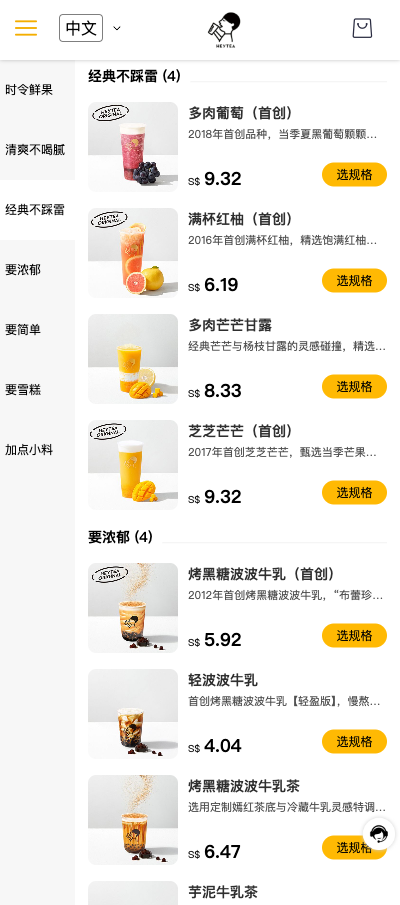 中文
HEYTEA
时令鲜果
清爽不喝腻
经典不踩雷
要浓郁
要简单
要雪糕
加点小料
经典不踩雷 (4)
HEYTEA ORIGINAL
多肉葡萄（首创）
2018年首创品种，当季夏黑葡萄颗颗...
S$ 9.32
选规格
HEYTEA ORIGINAL
满杯红柚（首创）
2016年首创满杯红柚，精选饱满红柚...
S$ 6.19
选规格
多肉芒芒甘露
经典芒芒与杨枝甘露的灵感碰撞，精选...
S$ 8.33
选规格
HEYTEA ORIGINAL
芝芝芒芒（首创）
2017年首创芝芝芒芒，甄选当季芒果...
S$ 9.32
选规格
要浓郁 (4)
HEYTEA ORIGINAL
烤黑糖波波牛乳（首创）
2012年首创烤黑糖波波牛乳，“布蕾珍...
S$ 5.92
选规格
轻波波牛乳
首创烤黑糖波波牛乳【轻盈版】，慢熬...
S$ 4.04
选规格
烤黑糖波波牛乳茶
选用定制嫣红茶底与冷藏牛乳灵感特调...
S$ 6.47
选规格
芋泥牛乳茶